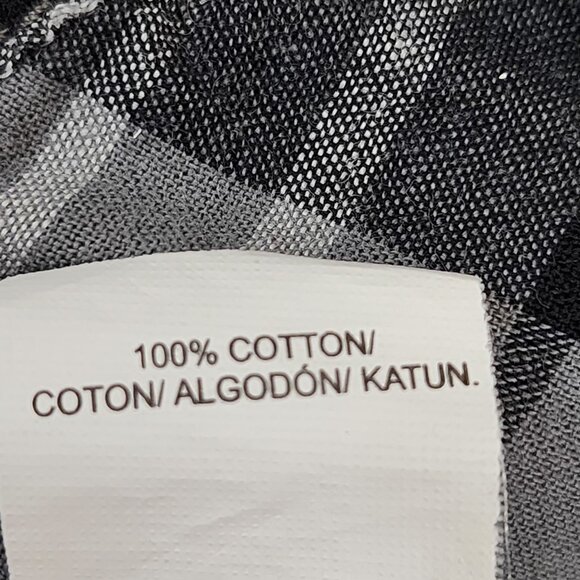 100% COTTON/
COTON/ ALGODÓN/ KATUN.